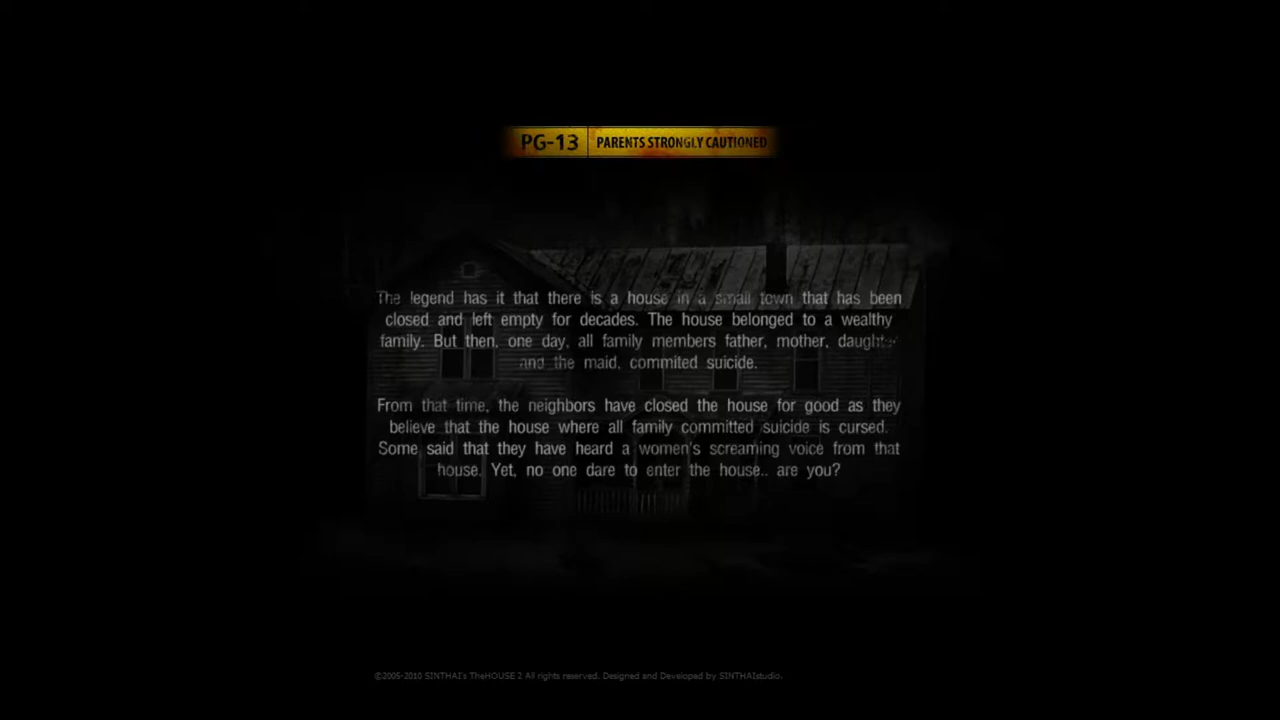 PG-13 PARENTS STRONGLY CAUTIONED
The legend has it that there is a house in a small town that has been
closed and left empty for decades. The house belonged to a wealthy
family. But then, one day, all family members father, mother, daughter
and the maid, commited suicide.
From that time, the neighbors have closed the house for good as they
believe that the house where all family committed suicide is cursed.
Some said that they have heard a women's screaming voice from that
house. Yet, no one dare to enter the house.. are you?
©2005-2010 SINTHAI's TheHOUSE 2 All rights reserved. Designed and Developed by SINTHAIstudio.